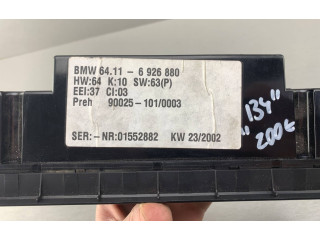 BMW 64.11 - 6 926 880
HW:64 K:10 SW:63(P)
EEI:37 CI:03
Preh 90025-101/0003
SER:-NR:01552882 KW 23/2002
"134"
200€